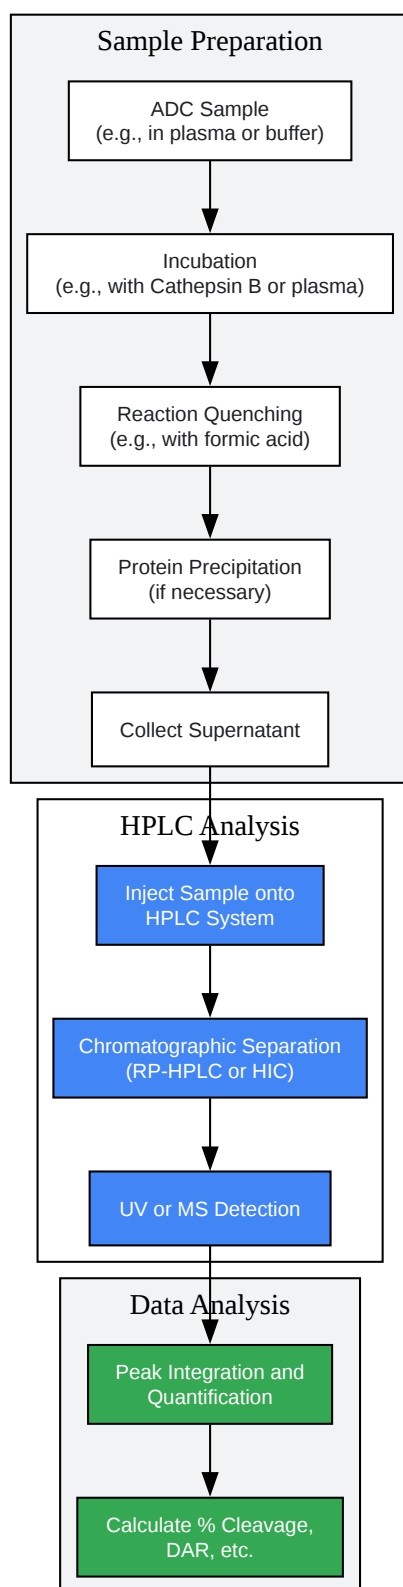 Sample Preparation
ADC Sample
(e.g., in plasma or buffer)
Incubation
(e.g., with Cathepsin B or plasma)
Reaction Quenching
(e.g., with formic acid)
Protein Precipitation
(if necessary)
Collect Supernatant
HPLC Analysis
Inject Sample onto
HPLC System
Chromatographic Separation
(RP-HPLC or HIC)
UV or MS Detection
Data Analysis
Peak Integration and
Quantification
Calculate % Cleavage,
DAR, etc.